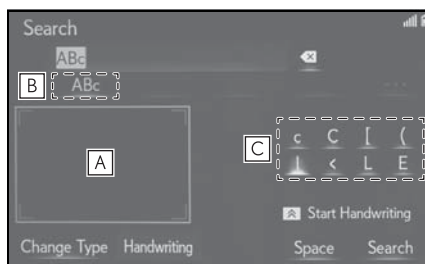 Search
ABc
B ABc
A
C
c C [ (
⊥ < L E
Start Handwriting
Change Type Handwriting Space Search